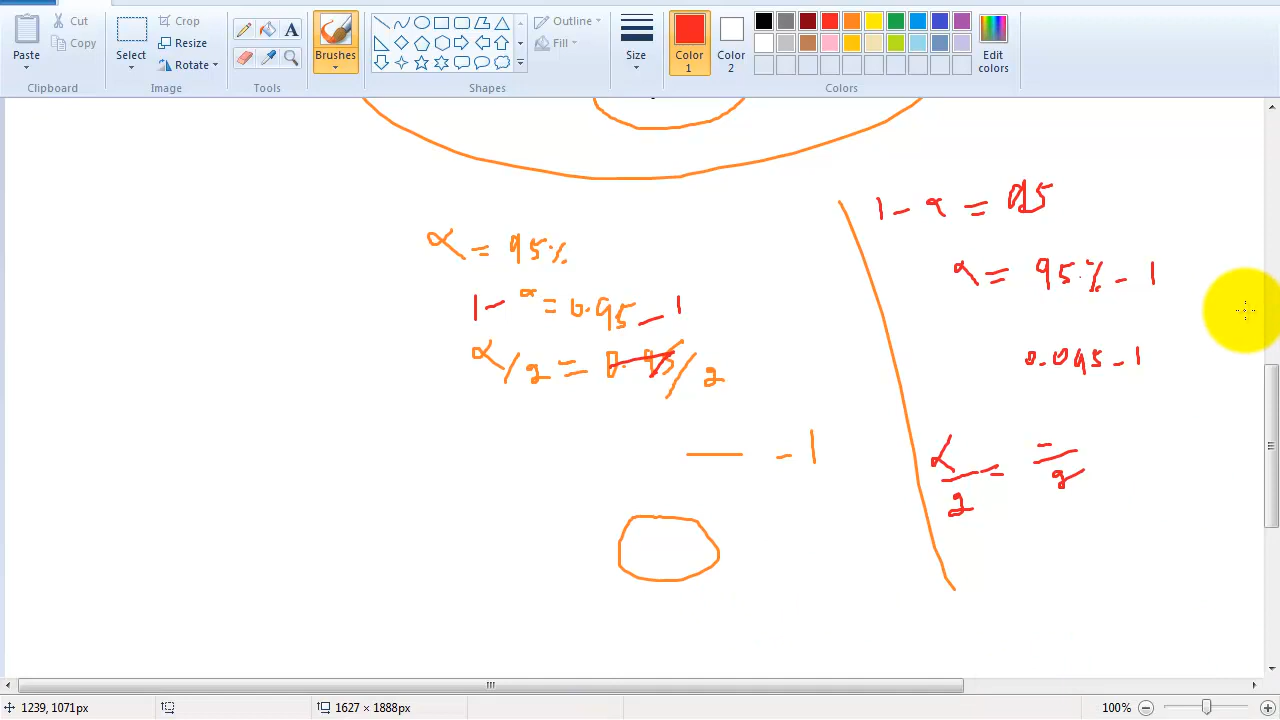 Cut
Copy
Paste
Clipboard
Crop
Resize
Rotate
Select
Image
Tools
Brushes
Outline
Fill
Shapes
Size
Color 1
Color 2
Edit colors
Colors
α = 95%
1 - α = 0.95 - 1
α/2 = 0.95/2
- 1
1 - α = 95
α = 95% - 1
0.095 - 1
α/2 = -/2
1239, 1071px
1627 × 1888px
100%